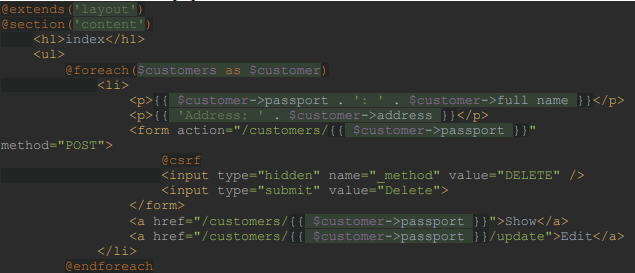 @extends('layout')
@section('content')
<h1>index</h1>
<ul>
@foreach($customers as $customer)
<li>
<p>{{ $customer->passport . ': ' . $customer->full name }}</p>
<p>{{ 'Address: ' . $customer->address }}</p>
<form action="/customers/{{ $customer->passport }}"
method="POST">
@csrf
<input type="hidden" name="_method" value="DELETE" />
<input type="submit" value="Delete">
</form>
<a href="/customers/{{ $customer->passport }}">Show</a>
<a href="/customers/{{ $customer->passport }}/update">Edit</a>
</li>
@endforeach